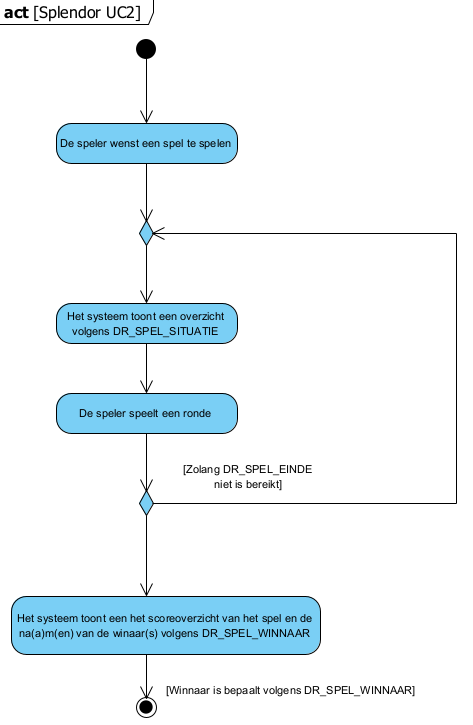 act [Splendor UC2]
De speler wenst een spel te spelen
Het systeem toont een overzicht
volgens DR_SPEL_SITUATIE
De speler speelt een ronde
[Zolang DR_SPEL_EINDE
niet is bereikt]
Het systeem toont een het scoreoverzicht van het spel en de
na(a)m(en) van de winaar(s) volgens DR_SPEL_WINNAAR
[Winnaar is bepaalt volgens DR_SPEL_WINNAAR]